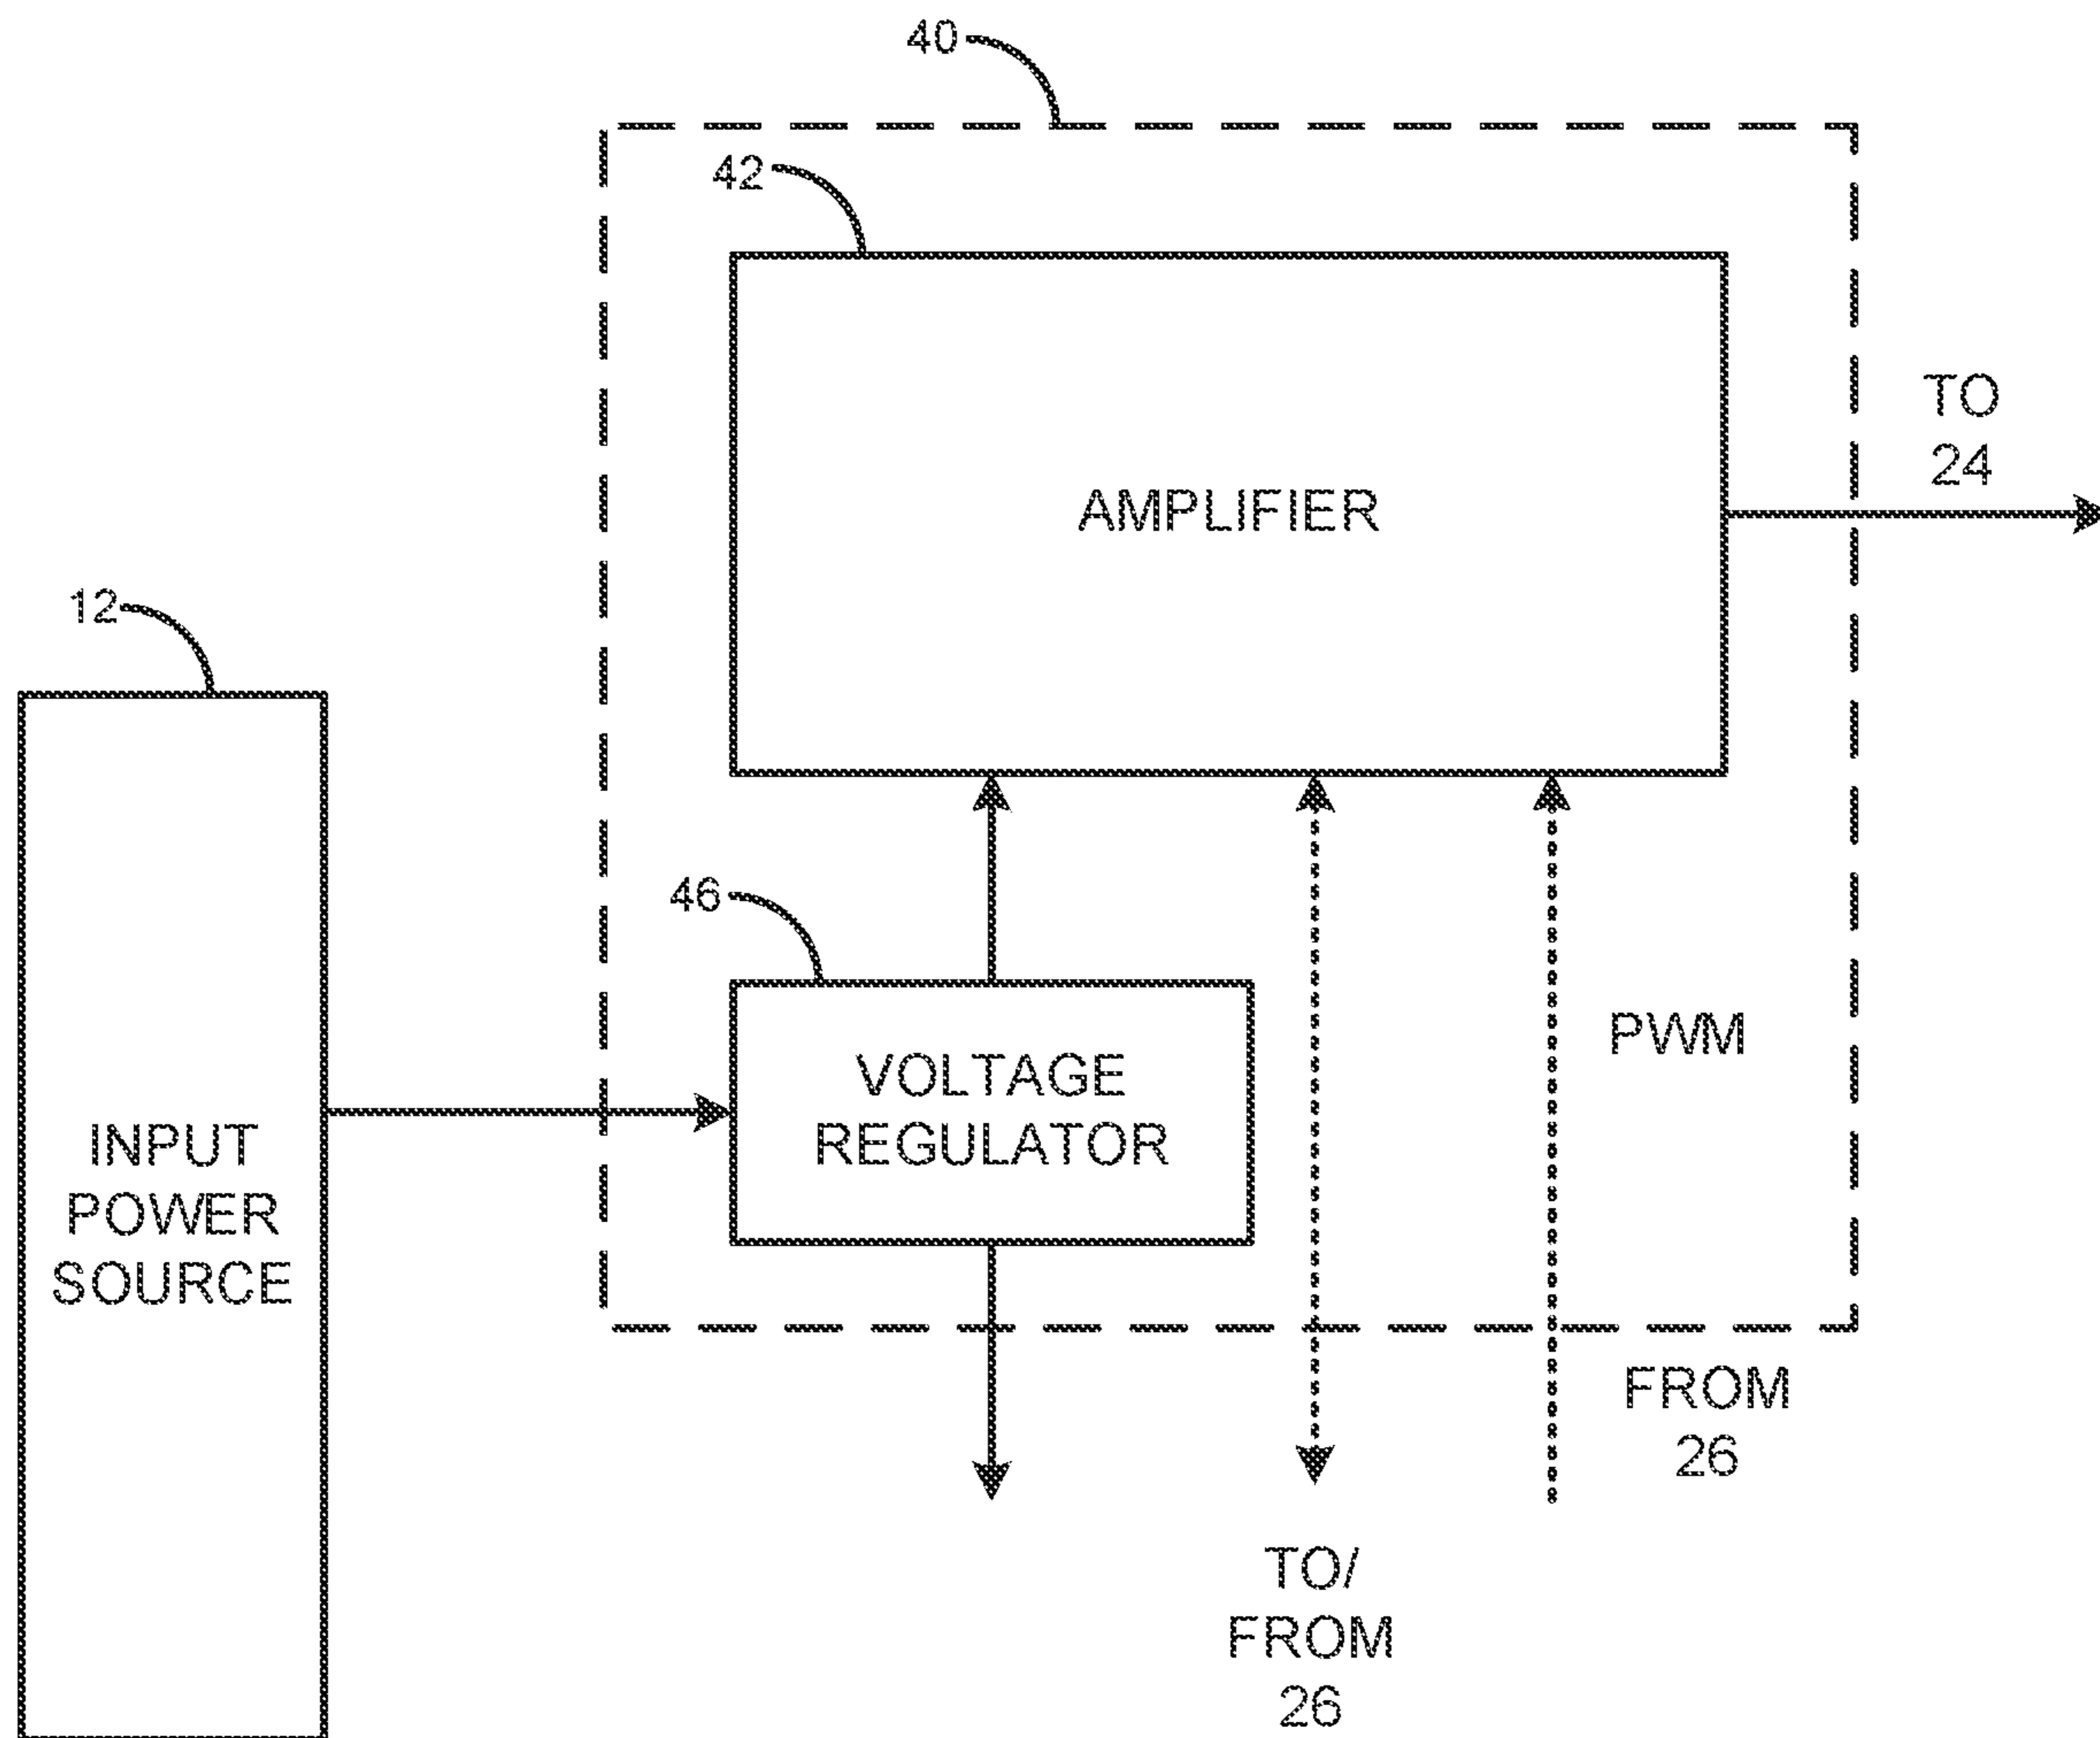 40
42
AMPLIFIER
TO
24
12
46
VOLTAGE
REGULATOR
PWM
INPUT
POWER
SOURCE
FROM
26
TO/
FROM
26